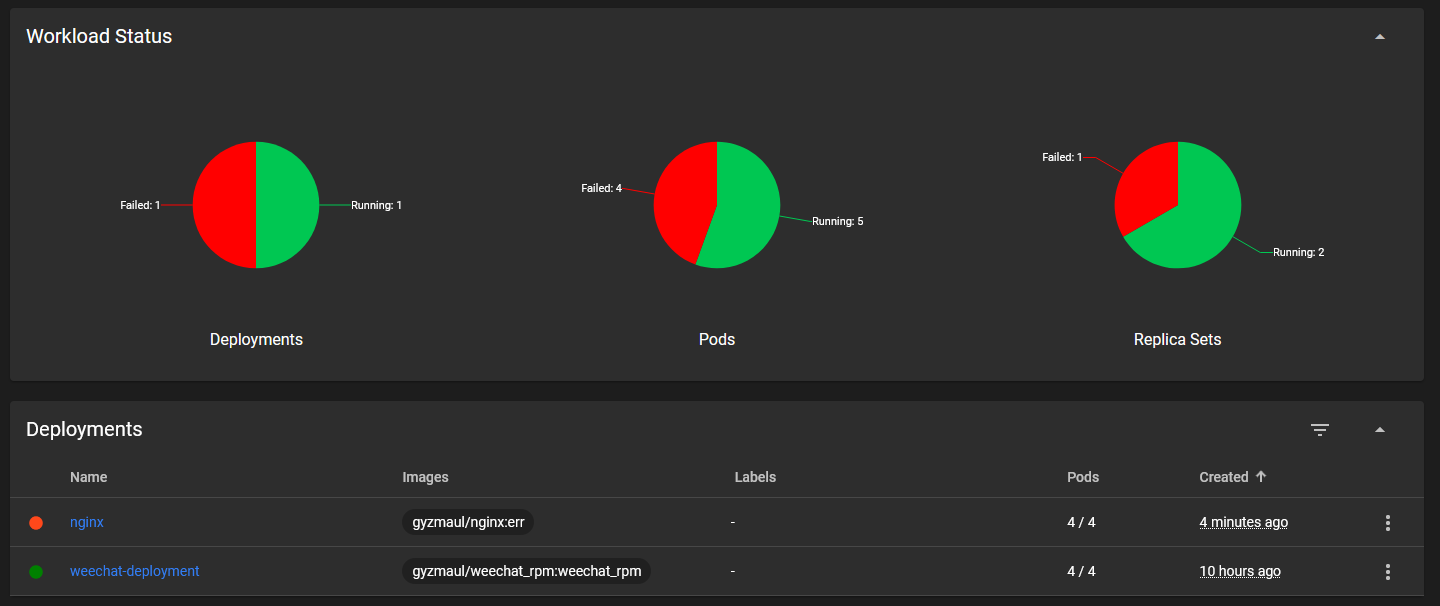 Workload Status
Failed: 1
Running: 1
Failed: 4
Running: 5
Failed: 1
Running: 2
Deployments
Pods
Replica Sets
Deployments
Name Images Labels Pods Created
nginx gyzmaul/nginx:err - 4 / 4 4 minutes ago
weechat-deployment gyzmaul/weechat_rpm:weechat_rpm - 4 / 4 10 hours ago